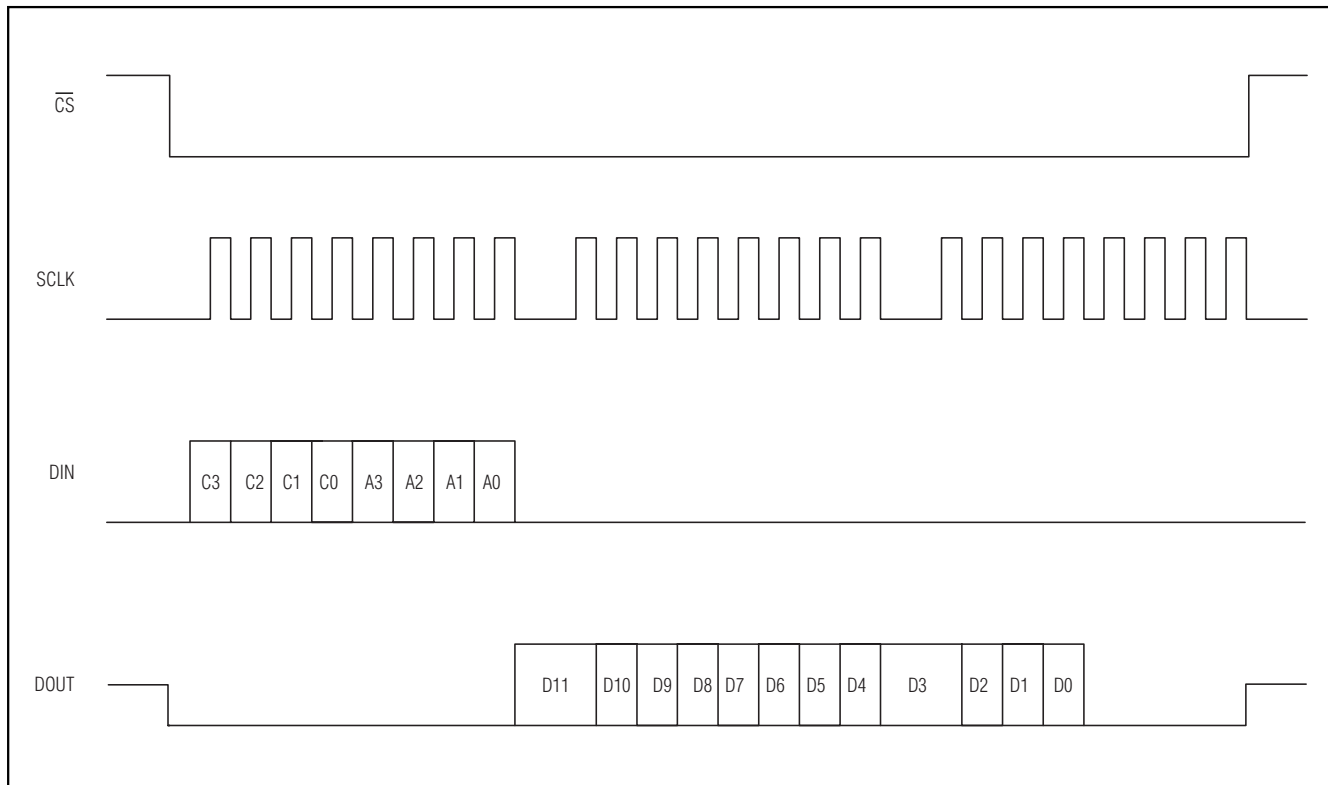 C̅S̅
SCLK
DIN
C3 C2 C1 C0 A3 A2 A1 A0
DOUT
D11 D10 D9 D8 D7 D6 D5 D4 D3 D2 D1 D0